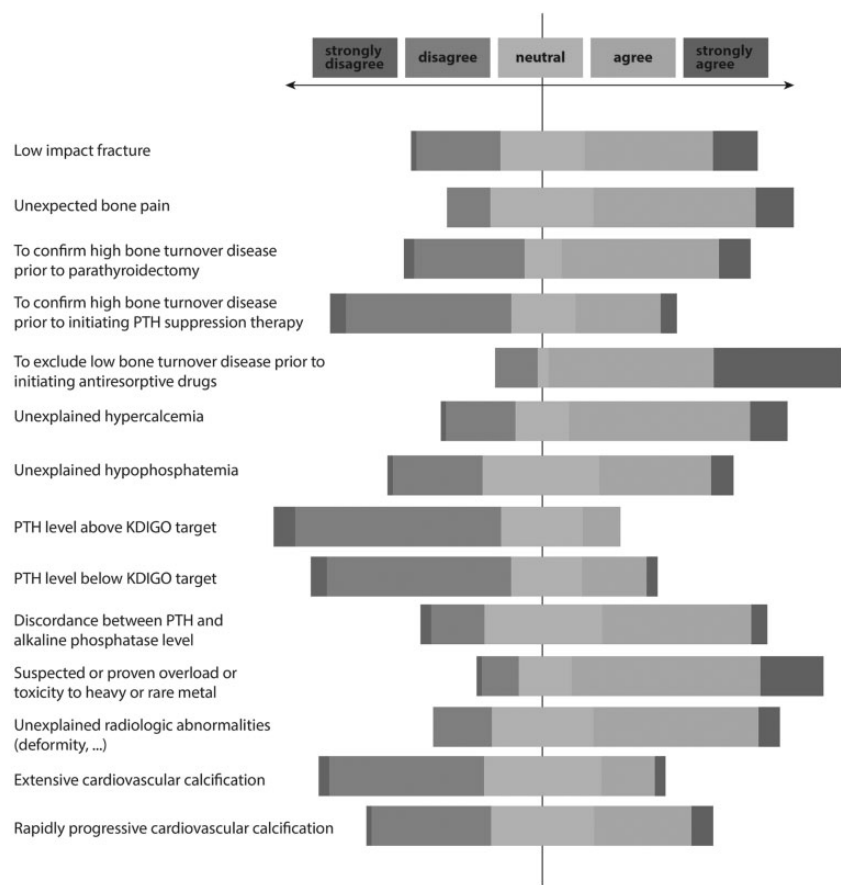 strongly disagree
disagree
neutral
agree
strongly agree
Low impact fracture
Unexpected bone pain
To confirm high bone turnover disease
prior to parathyroidectomy
To confirm high bone turnover disease
prior to initiating PTH suppression therapy
To exclude low bone turnover disease prior to
initiating antiresorptive drugs
Unexplained hypercalcemia
Unexplained hypophosphatemia
PTH level above KDIGO target
PTH level below KDIGO target
Discordance between PTH and
alkaline phosphatase level
Suspected or proven overload or
toxicity to heavy or rare metal
Unexplained radiologic abnormalities
(deformity, ...)
Extensive cardiovascular calcification
Rapidly progressive cardiovascular calcification